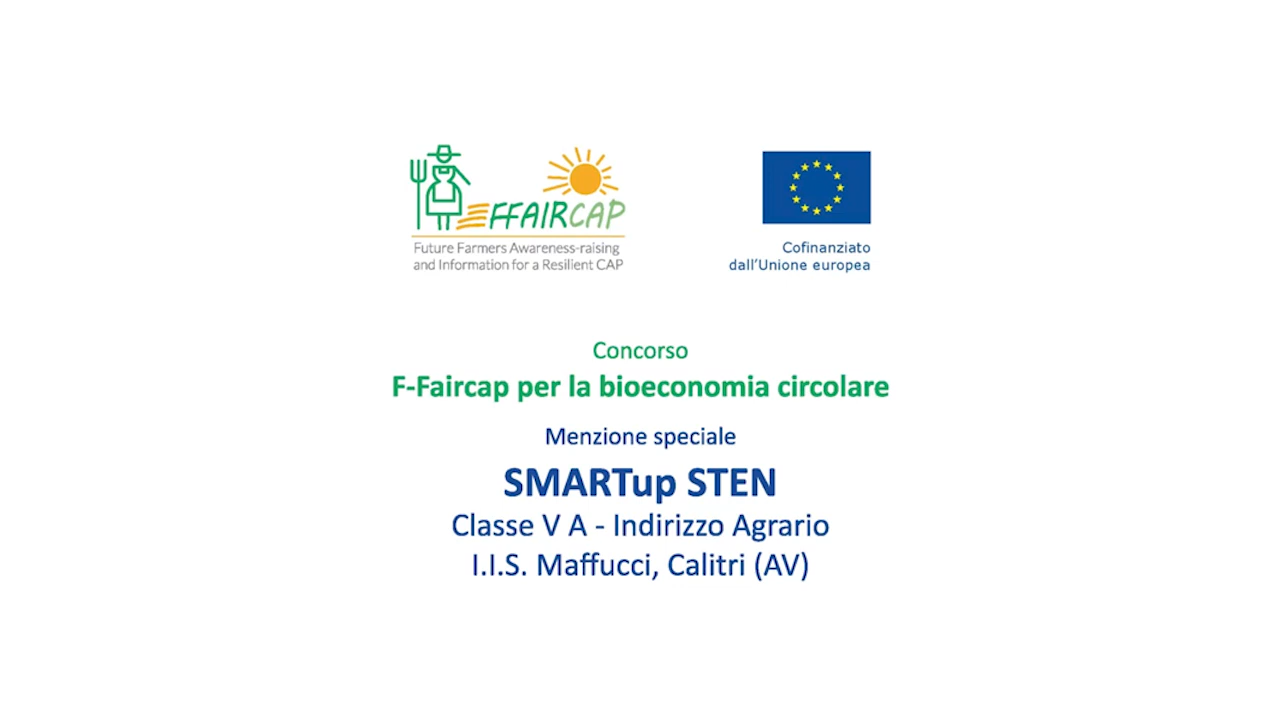 EFFAIRCAP
Future Farmers Awareness-raising
and Information for a Resilient CAP
Cofinanziato
dall'Unione europea
Concorso
F-Faircap per la bioeconomia circolare
Menzione speciale
SMARTup STEN
Classe V A - Indirizzo Agrario
I.I.S. Maffucci, Calitri (AV)